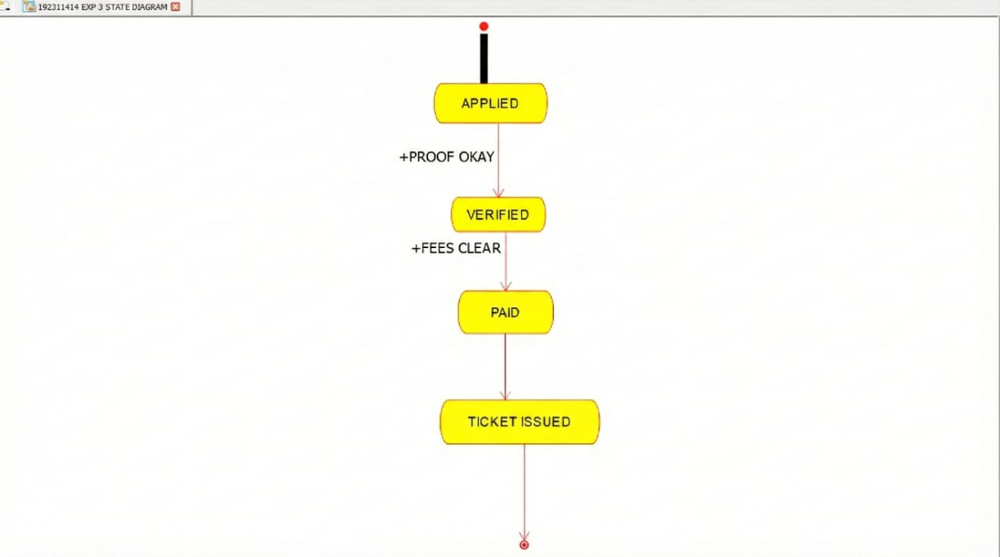 192311414 EXP 3 STATE DIAGRAM
APPLIED
+PROOF OKAY
VERIFIED
+FEES CLEAR
PAID
TICKET ISSUED